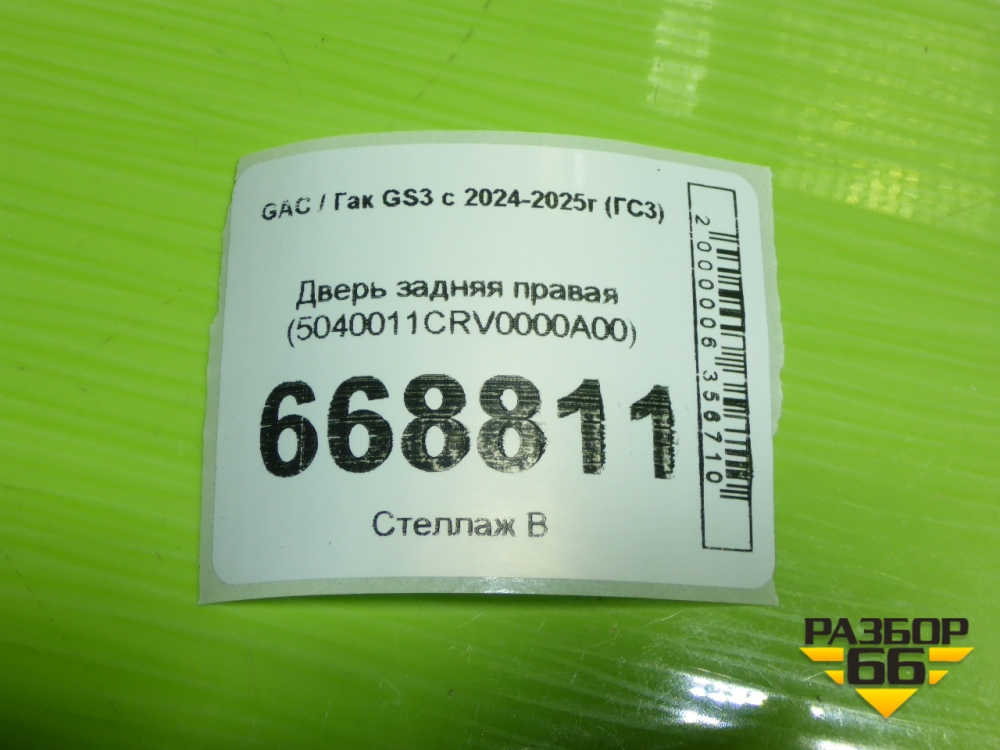 GAC / Гак GS3 с 2024-2025г (ГС3)
Дверь задняя правая
(5040011CRV0000A00)
668811
Стеллаж В
2000006356710
РАЗБОР
66